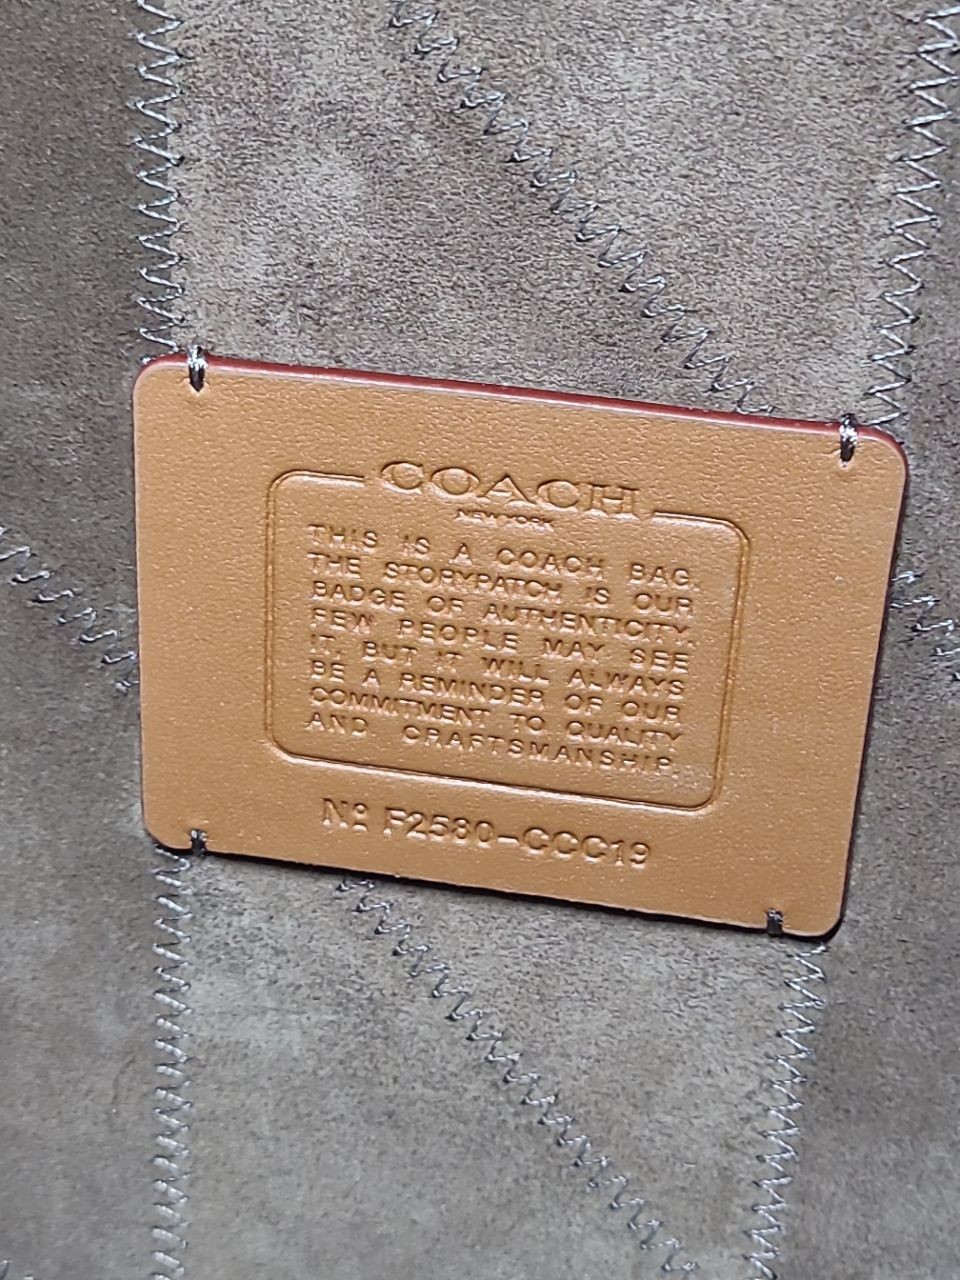 COACH
NEW YORK
THIS IS A COACH BAG.
THE STORYPATCH IS OUR
BADGE OF AUTHENTICITY.
FEW PEOPLE MAY SEE
IT, BUT IT WILL ALWAYS
BE A REMINDER OF OUR
COMMITMENT TO QUALITY
AND CRAFTSMANSHIP.
Nº F2580-CCC19